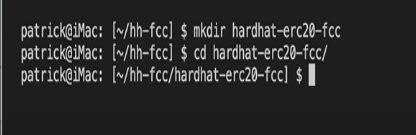 patrick@iMac: [~/hh-fcc] $ mkdir hardhat-erc20-fcc
patrick@iMac: [~/hh-fcc] $ cd hardhat-erc20-fcc/
patrick@iMac: [~/hh-fcc/hardhat-erc20-fcc] $